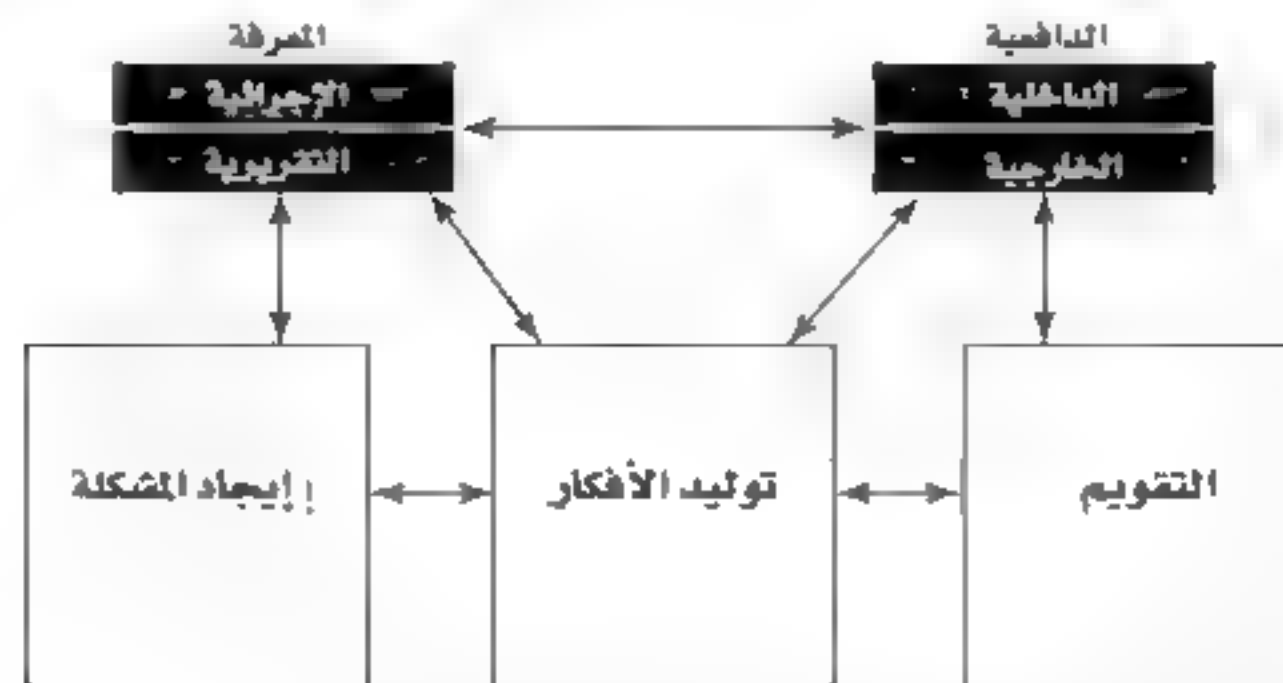 الدافعية
المعرفة
الداخلية
الإجرائية
الخارجية
التقريرية
التقويم
توليد الأفكار
إيجاد المشكلة